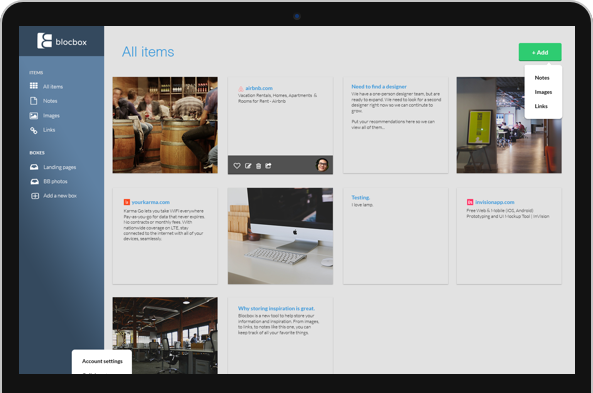 blocbox
All items
+ Add
Notes
Images
Links
ITEMS
All items
Notes
Images
Links
BOXES
Landing pages
BB photos
Add a new box
airbnb.com
Vacation Rentals, Homes, Apartments &
Rooms for Rent - Airbnb
Need to find a designer
We have a one-person designer team, but are
ready to expand. We need to look for a second
designer right now so we can continue to
grow.
Put your recommendations here so we can
view all of them...
yourkarma.com
Karma Go lets you take WiFi everywhere
Pay as you go for data that never expires.
No contracts or monthly fees. With
nationwide coverage on LTE, stay
connected to the internet with all of your
devices, seamlessly.
Testing.
I love lamp.
invisionapp.com
Free Web & Mobile (iOS, Android)
Prototyping and UI Mockup Tool | InVision
Why storing inspiration is great.
Blocbox is a new tool to help store your
information and inspiration. From images,
to links, to notes like this one, you can
keep track of all your favorite things.
Account settings